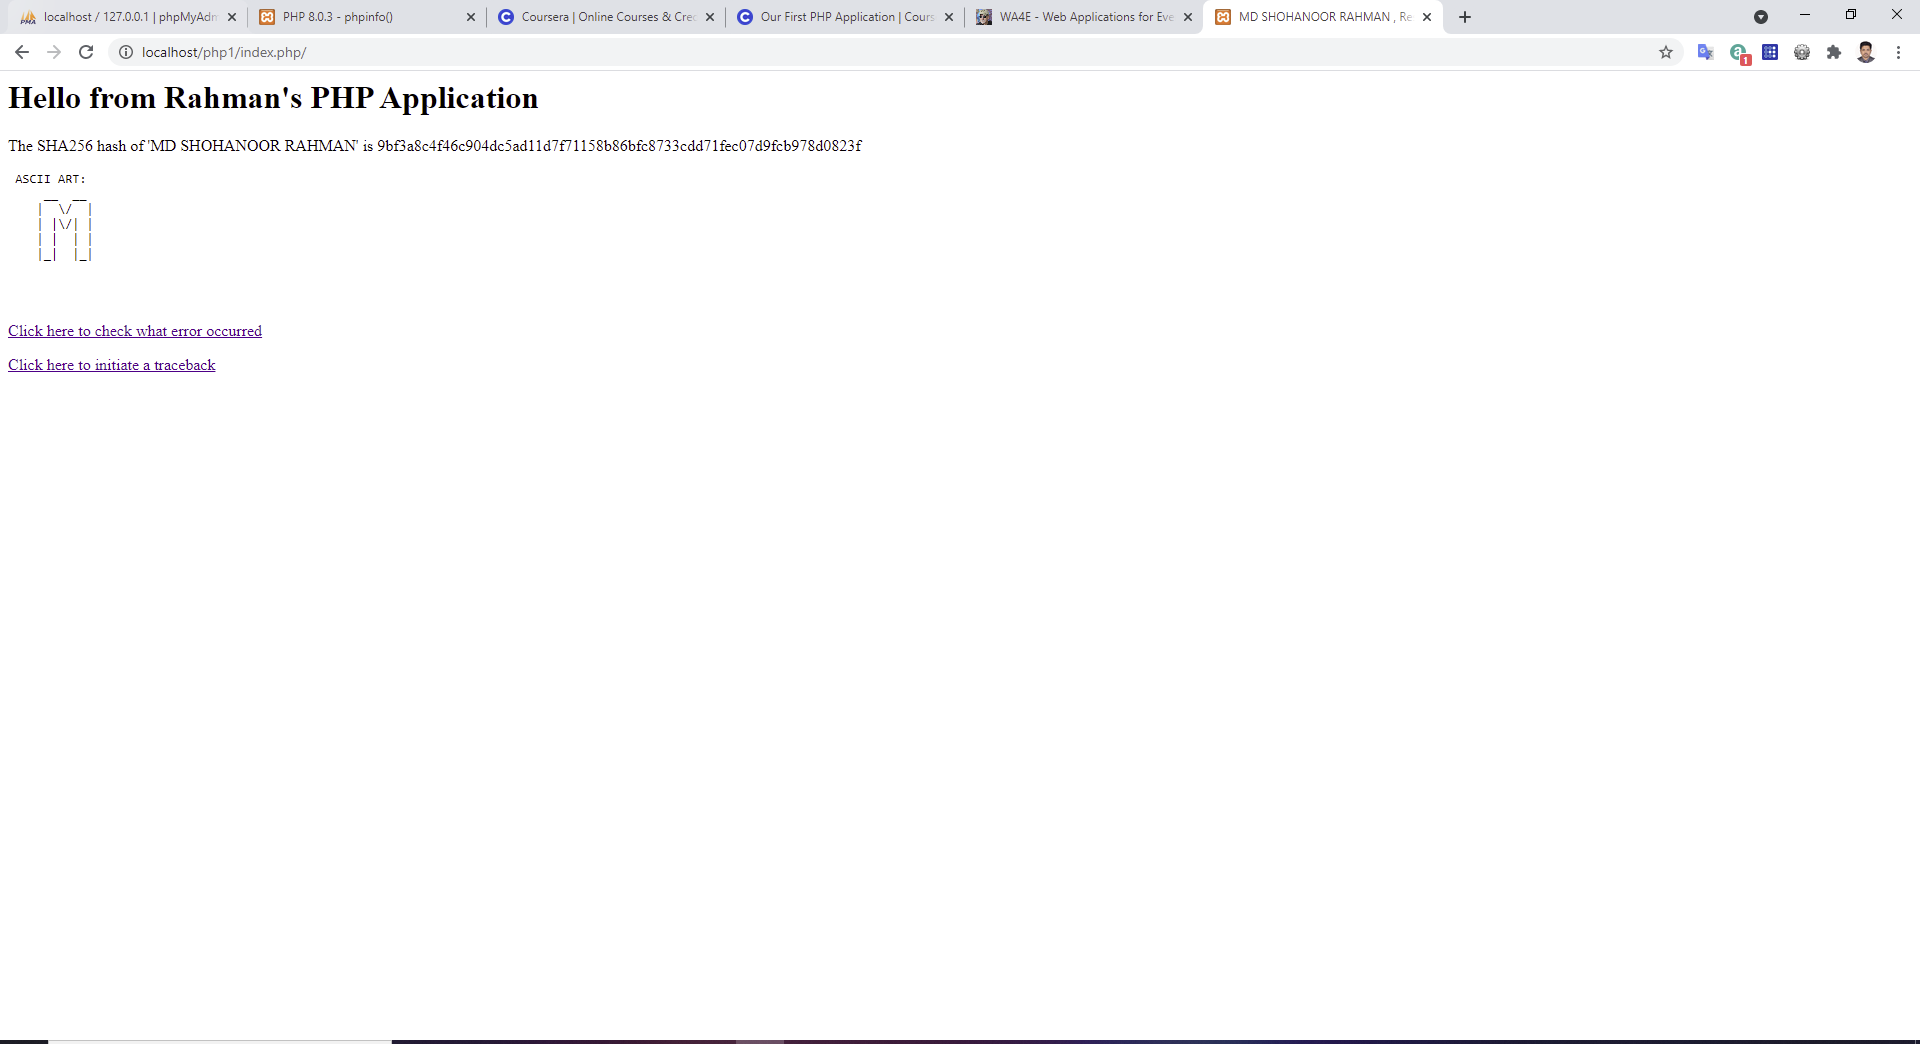 localhost / 127.0.0.1 | phpMyAdm
PHP 8.0.3 - phpinfo()
Coursera | Online Courses & Cred
Our First PHP Application | Cours
WA4E - Web Applications for Eve
MD SHOHANOOR RAHMAN , Re
localhost/php1/index.php/
1
Hello from Rahman's PHP Application
The SHA256 hash of 'MD SHOHANOOR RAHMAN' is 9bf3a8c4f46c904dc5ad11d7f71158b86bfc8733cdd71fec07d9fcb978d0823f
ASCII ART:
     __  __
    |  \/  |
    | |\/| |
    | |  | |
    |_|  |_|
Click here to check what error occurred
Click here to initiate a traceback